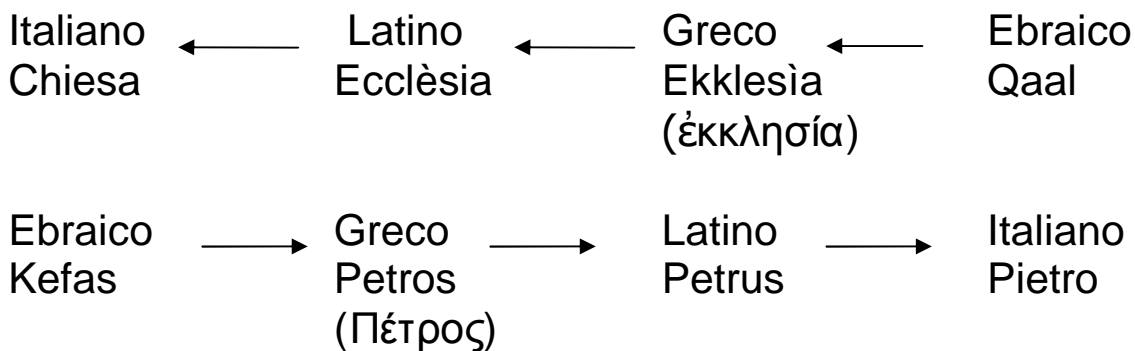 Italiano Latino Greco Ebraico
Chiesa Ecclèsia Ekklesìa Qaal
(ἐκκλησία)
Ebraico Greco Latino Italiano
Kefas Petros Petrus Pietro
(Πέτρος)